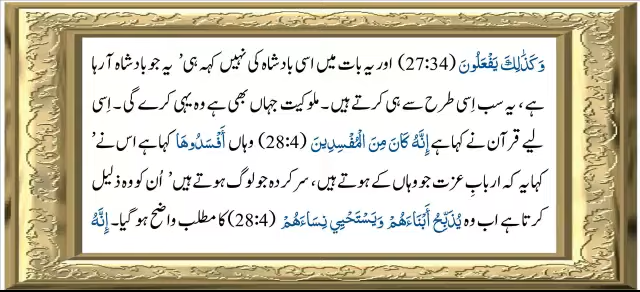 وَكَذَٰلِكَ يَفْعَلُونَ (27:34) اور یہ بات میں اسی بادشاہ کی نہیں کہہ ہی ’ یہ جو بادشاہ آ رہا
ہے، یہ سب اِسی طرح سے ہی کرتے ہیں۔ ملوکیت جہاں بھی ہے وہ یہی کرے گی۔ اِسی
لیے قرآن نے کہا ہے إِنَّهُ كَانَ مِنَ الْمُفْسِدِينَ (28:4) وہاں أَفْسَدُوهَا کہا ہے اس نے ’
کہا یہ کہ اربابِ عزت جو وہاں کے ہوتے ہیں، سرکردہ جو لوگ ہوتے ہیں ’ اُن کو وہ ذلیل
کرتا ہے اب وہ يُذَبِّحُ أَبْنَاءَهُمْ وَيَسْتَحْيِي نِسَاءَهُمْ (28:4) کا مطلب واضح ہو گیا۔ إِنَّهُ